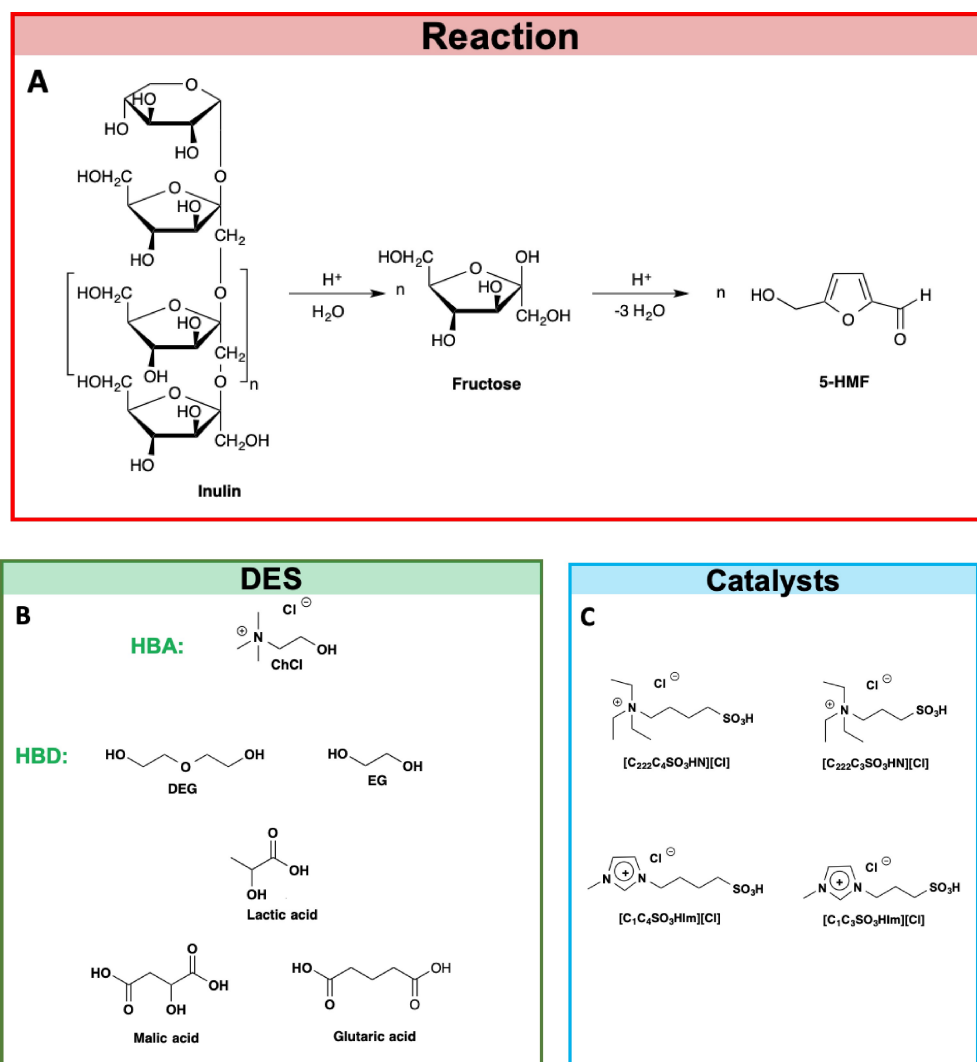 Reaction
A
O
HO
HO
HO
O
HOH₂C
O
HO
CH₂
HO
HOH₂C
O
O
HO
CH₂
OH
n
HOH₂C
O
O
HO
CH₂OH
HO
Inulin
H⁺
H₂O
n
HOH₂C
O
OH
HO
CH₂OH
HO
Fructose
H⁺
-3 H₂O
n
HO
O
H
O
5-HMF
DES
B
HBA:
Cl ⊖
⊕ N
OH
ChCl
HBD:
HO
O
OH
DEG
HO
OH
EG
O
OH
OH
Lactic acid
HO
O
O
OH
OH
Malic acid
HO
O
OH
O
Glutaric acid
Catalysts
C
Cl ⊖
⊕ N
SO₃H
[C₂₂₂C₄SO₃HN][Cl]
Cl ⊖
⊕ N
SO₃H
[C₂₂₂C₃SO₃HN][Cl]
Cl ⊖
N + N
SO₃H
[C₁C₄SO₃HIm][Cl]
Cl ⊖
N + N
SO₃H
[C₁C₃SO₃HIm][Cl]